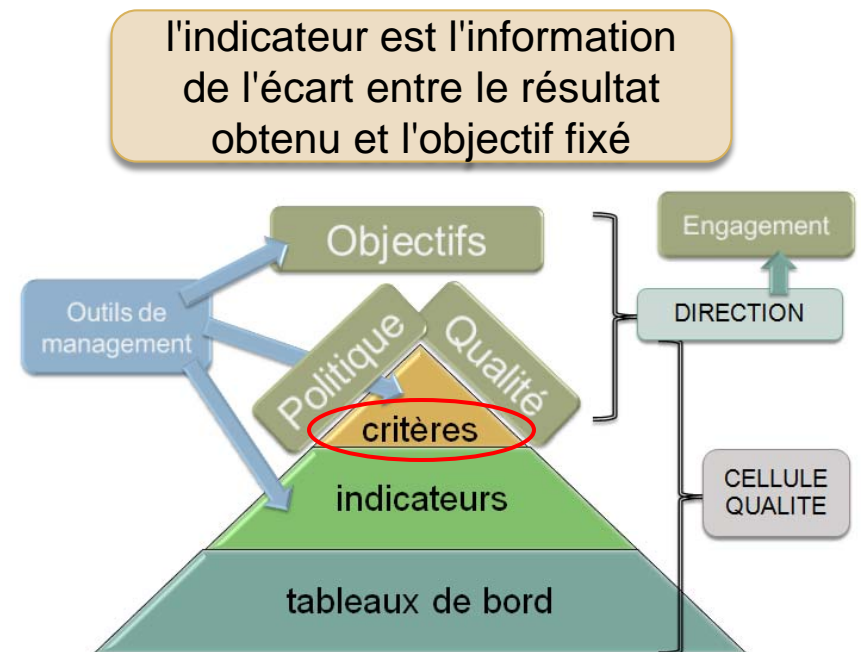 l'indicateur est l'information
de l'écart entre le résultat
obtenu et l'objectif fixé
Objectifs
Engagement
Outils de
management
DIRECTION
Politique
Qualité
critères
indicateurs
CELLULE
QUALITE
tableaux de bord